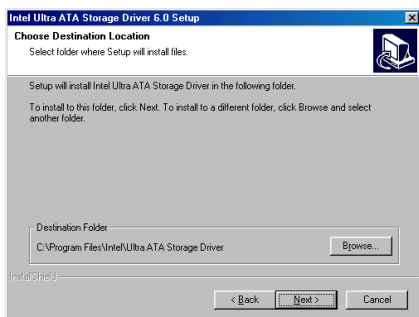 Intel Ultra ATA Storage Driver 6.0 Setup
Choose Destination Location
Select folder where Setup will install files.
Setup will install Intel Ultra ATA Storage Driver in the following folder.
To install to this folder, click Next. To install to a different folder, click Browse and select
another folder.
Destination Folder
C:\Program Files\Intel\Ultra ATA Storage Driver
Browse...
InstallShield
< Back
Next >
Cancel